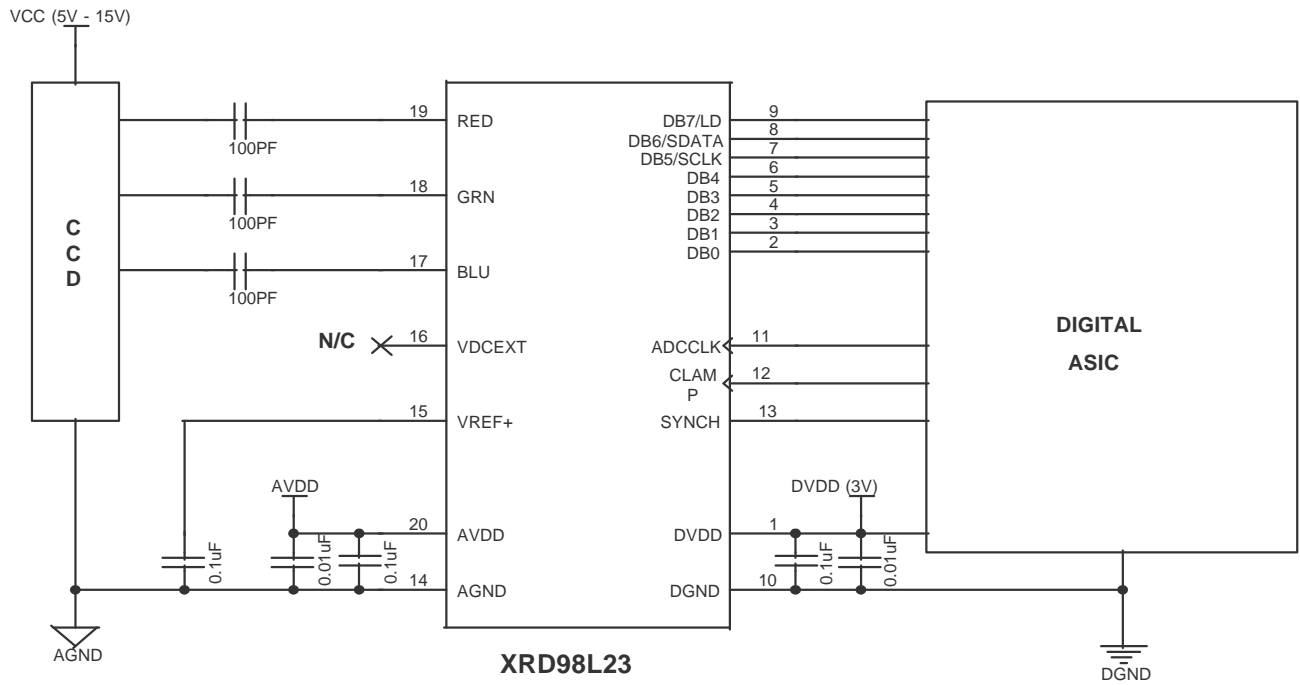 VCC (5V - 15V)
C
C
D
100PF
100PF
100PF
N/C
19
18
17
16
15
20
14
RED
GRN
BLU
VDCEXT
VREF+
AVDD
AGND
AVDD
0.1uF
0.01uF
0.1uF
AGND
DB7/LD
DB6/SDATA
DB5/SCLK
DB4
DB3
DB2
DB1
DB0
ADCCLK
CLAM
P
SYNCH
DVDD
DGND
9
8
7
6
5
4
3
2
11
12
13
1
10
DVDD (3V)
0.1uF
0.01uF
DIGITAL
ASIC
DGND
XRD98L23